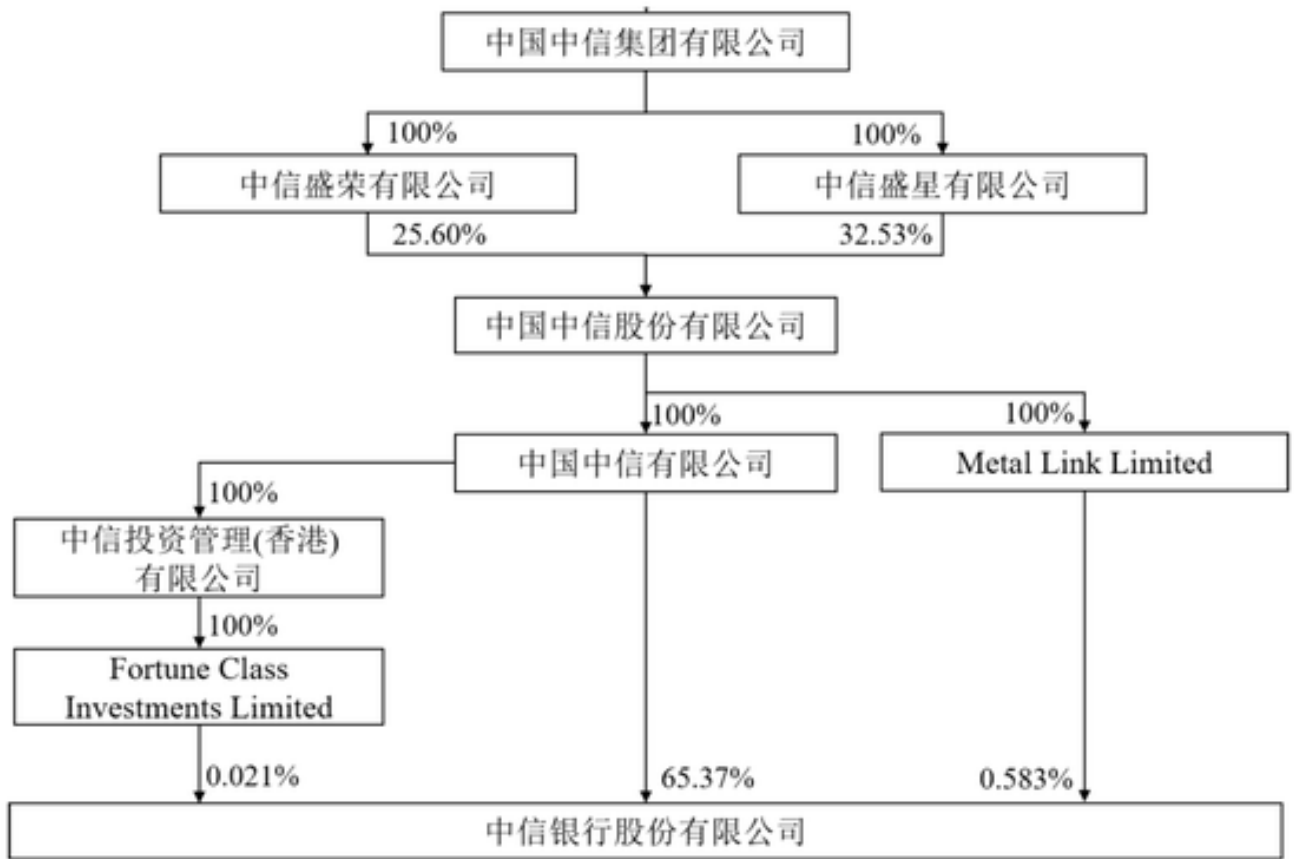 中国中信集团有限公司
100%
100%
中信盛荣有限公司
中信盛星有限公司
25.60%
32.53%
中国中信股份有限公司
100%
100%
中国中信有限公司
Metal Link Limited
100%
中信投资管理(香港)
有限公司
100%
Fortune Class
Investments Limited
0.021%
65.37%
0.583%
中信银行股份有限公司